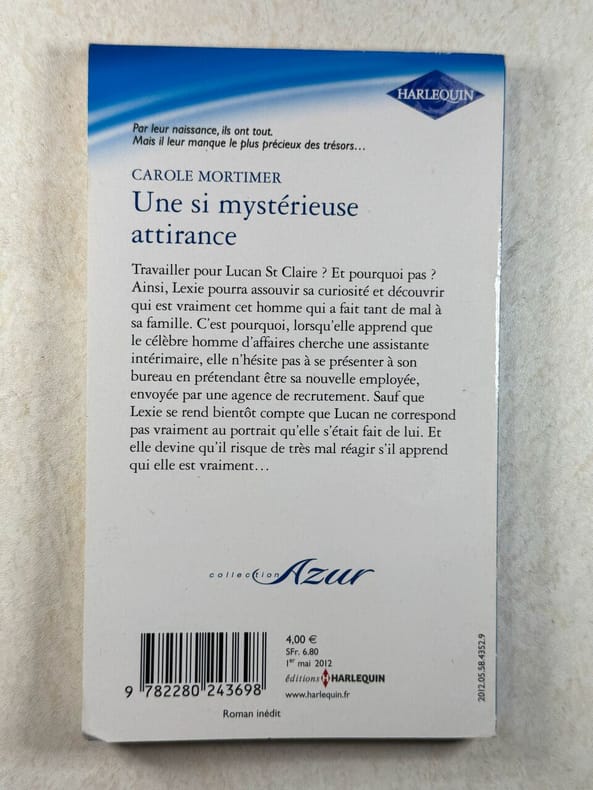 HARLEQUIN
Par leur naissance, ils ont tout.
Mais il leur manque le plus précieux des trésors…
CAROLE MORTIMER
Une si mystérieuse
attirance
Travailler pour Lucan St Claire ? Et pourquoi pas ?
Ainsi, Lexie pourra assouvir sa curiosité et découvrir
qui est vraiment cet homme qui a fait tant de mal à
sa famille. C'est pourquoi, lorsqu'elle apprend que
le célèbre homme d'affaires cherche une assistante
intérimaire, elle n'hésite pas à se présenter à son
bureau en prétendant être sa nouvelle employée,
envoyée par une agence de recrutement. Sauf que
Lexie se rend bientôt compte que Lucan ne correspond
pas vraiment au portrait qu'elle s'était fait de lui. Et
elle devine qu'il risque de très mal réagir s'il apprend
qui elle est vraiment…
collection Azur
4,00 €
SFr. 6.80
1er mai 2012
éditions HARLEQUIN
www.harlequin.fr
9 782280 243698
Roman inédit
2012.05.58.4352.9